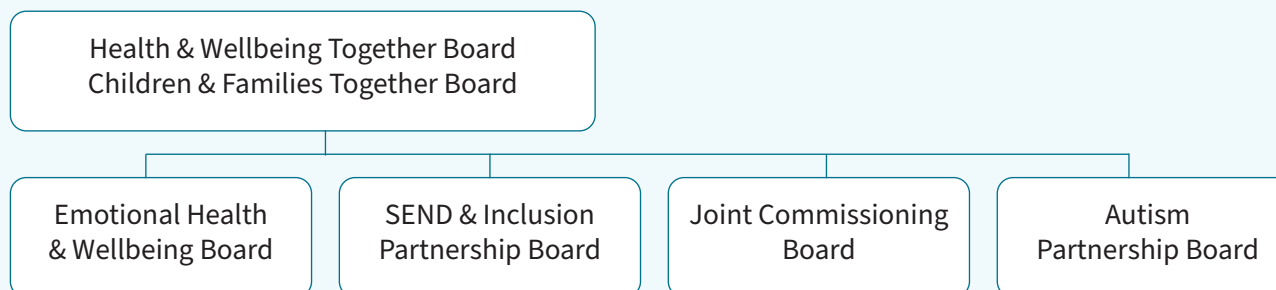 Health & Wellbeing Together Board
Children & Families Together Board
Emotional Health
& Wellbeing Board
SEND & Inclusion
Partnership Board
Joint Commissioning
Board
Autism
Partnership Board